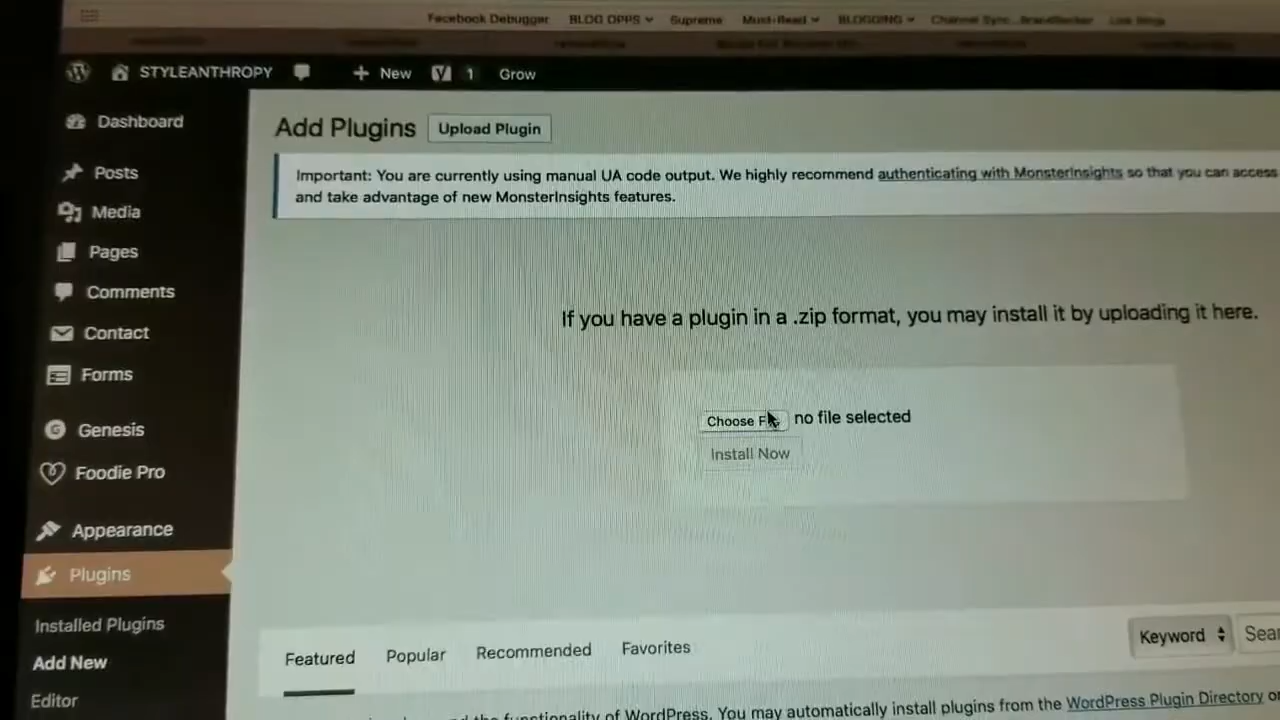 Facebook Debugger BLOG OPPS Supreme Must-Read BLOGGING
STYLEANTHROPY + New 1 Grow
Dashboard
Posts
Media
Pages
Comments
Contact
Forms
Genesis
Foodie Pro
Appearance
Plugins
Installed Plugins
Add New
Editor
Add Plugins Upload Plugin
Important: You are currently using manual UA code output. We highly recommend authenticating with MonsterInsights so that you can access
and take advantage of new MonsterInsights features.
If you have a plugin in a .zip format, you may install it by uploading it here.
Choose no file selected
Install Now
Featured Popular Recommended Favorites Keyword
functionality of WordPress. You may automatically install plugins from the WordPress Plugin Directory or